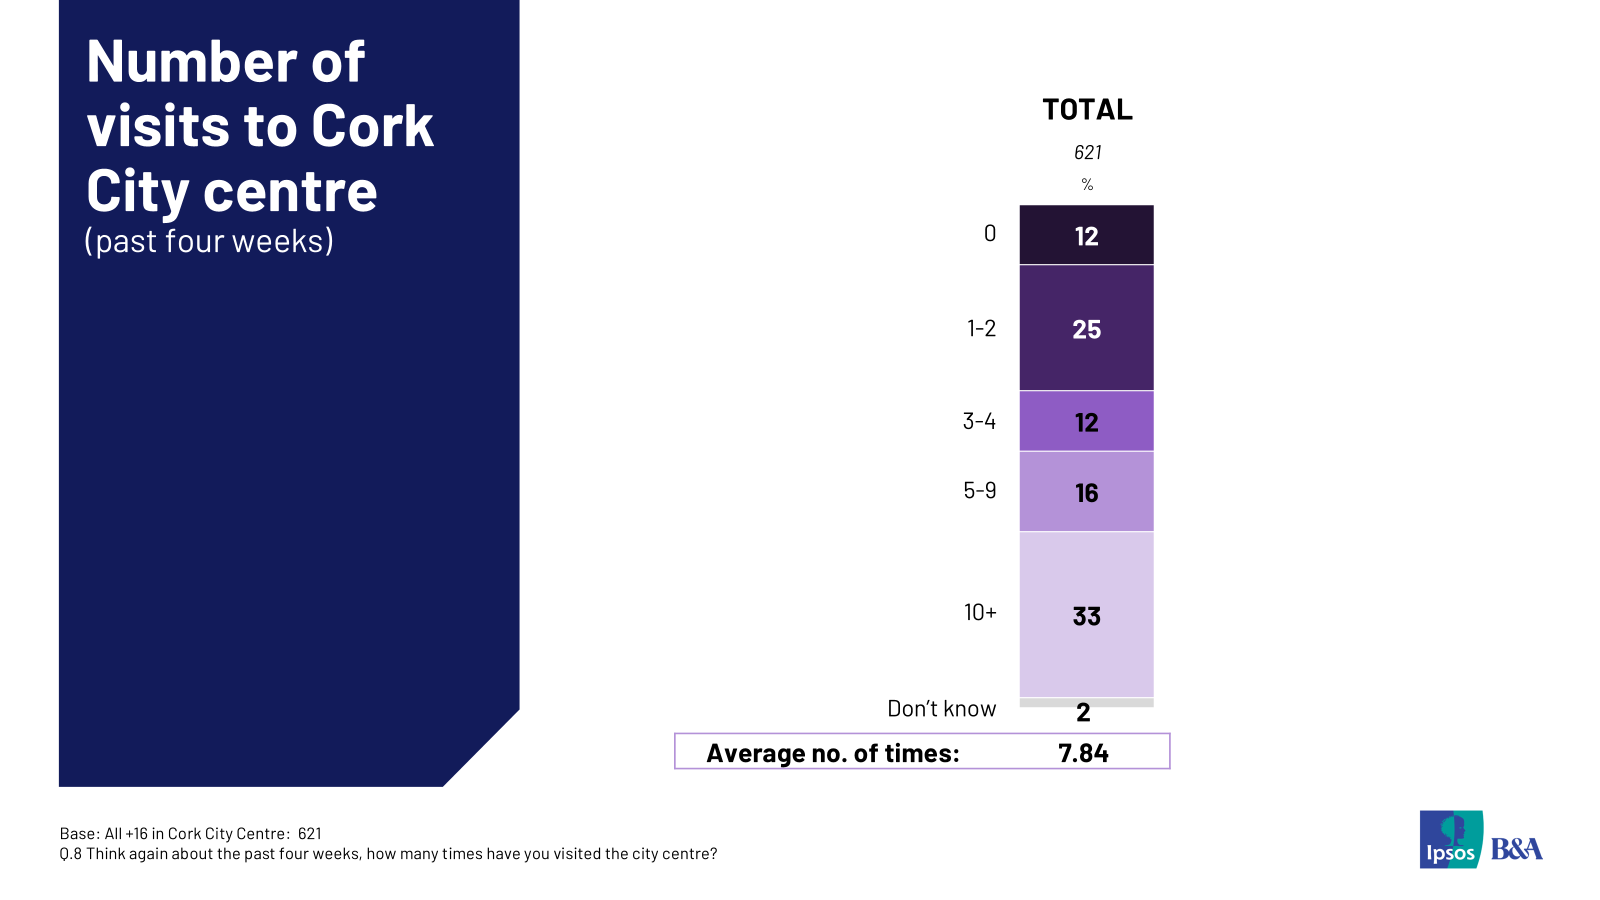 Number of
visits to Cork
City centre
(past four weeks)
TOTAL
621
%
0 12
1-2 25
3-4 12
5-9 16
10+ 33
Don’t know 2
Average no. of times: 7.84
Base: All +16 in Cork City Centre: 621
Q.8 Think again about the past four weeks, how many times have you visited the city centre?
Ipsos B&A